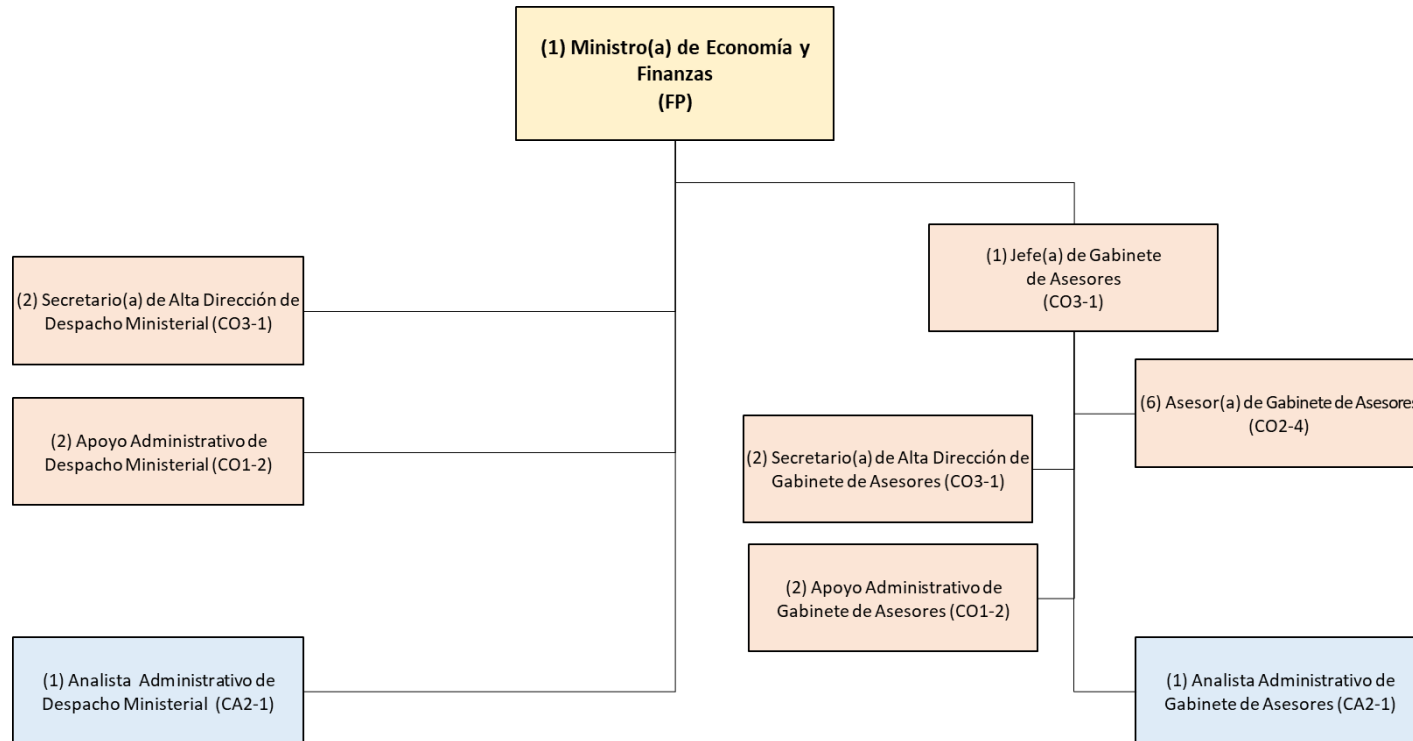 (1) Ministro(a) de Economía y
Finanzas
(FP)
(1) Jefe(a) de Gabinete
de Asesores
(CO3-1)
(2) Secretario(a) de Alta Dirección de
Despacho Ministerial (CO3-1)
(2) Apoyo Administrativo de
Despacho Ministerial (CO1-2)
(6) Asesor(a) de Gabinete de Asesores
(CO2-4)
(2) Secretario(a) de Alta Dirección de
Gabinete de Asesores (CO3-1)
(2) Apoyo Administrativo de
Gabinete de Asesores (CO1-2)
(1) Analista Administrativo de
Despacho Ministerial (CA2-1)
(1) Analista Administrativo de
Gabinete de Asesores (CA2-1)